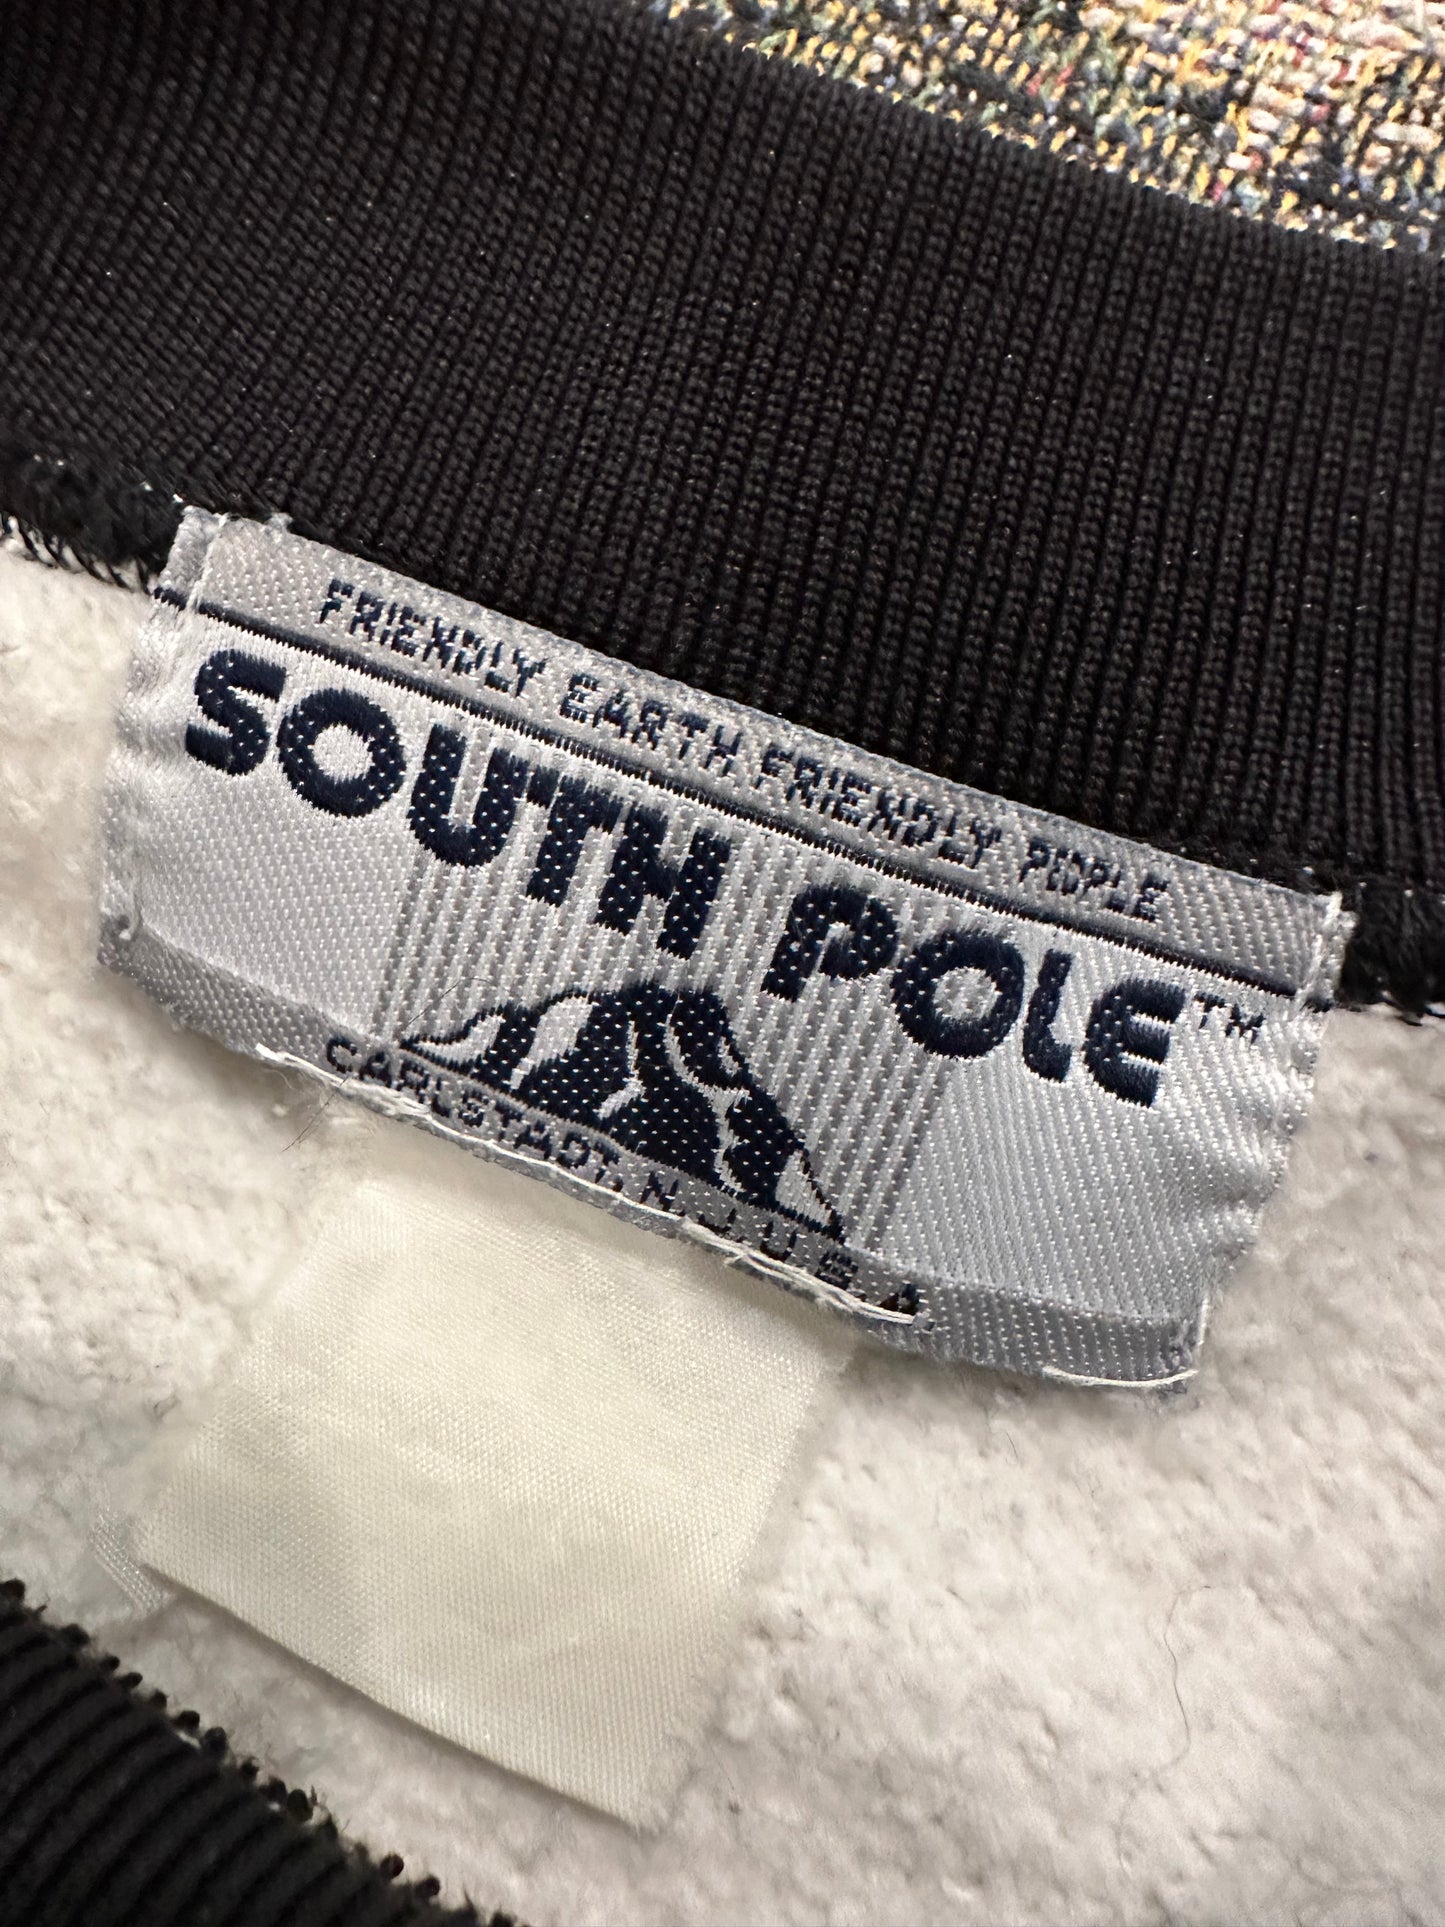 FRIENDLY EARTH FRIENDLY PEOPLE
SOUTH POLE™
CARLSTADT, N.J. U.S.A.